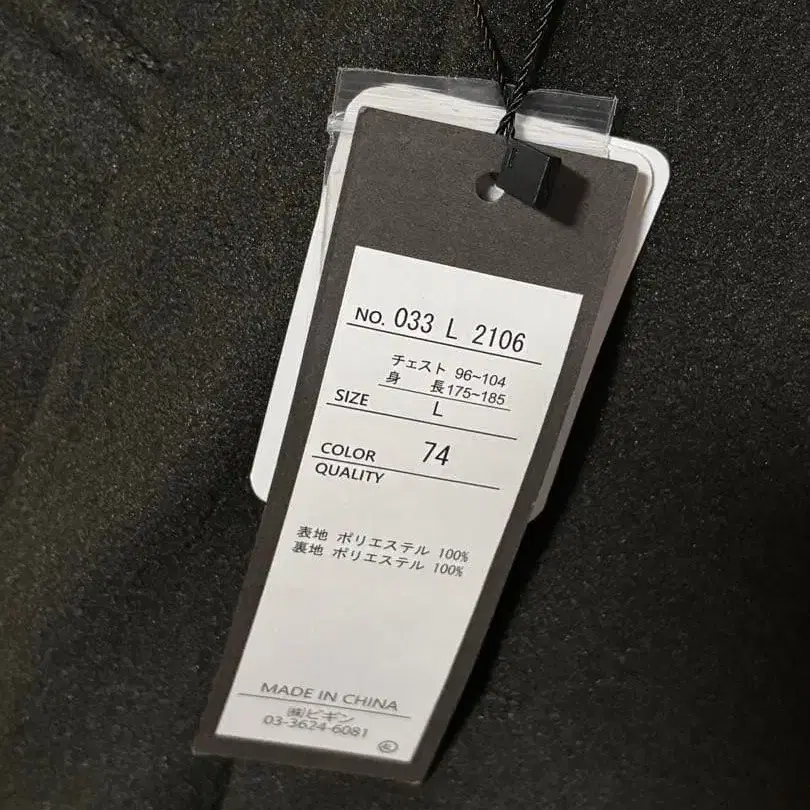 NO. 033 L 2106
チェスト 96~104
身 長175~185
SIZE L
COLOR 74
QUALITY
表地 ポリエステル 100%
裏地 ポリエステル 100%
MADE IN CHINA
㈱ビギン
03-3624-6081